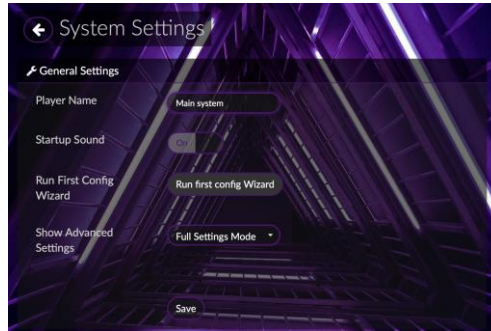 System Settings
General Settings
Player Name
Main system
Startup Sound
On
Run First Config
Wizard
Run first config Wizard
Show Advanced
Settings
Full Settings Mode
Save